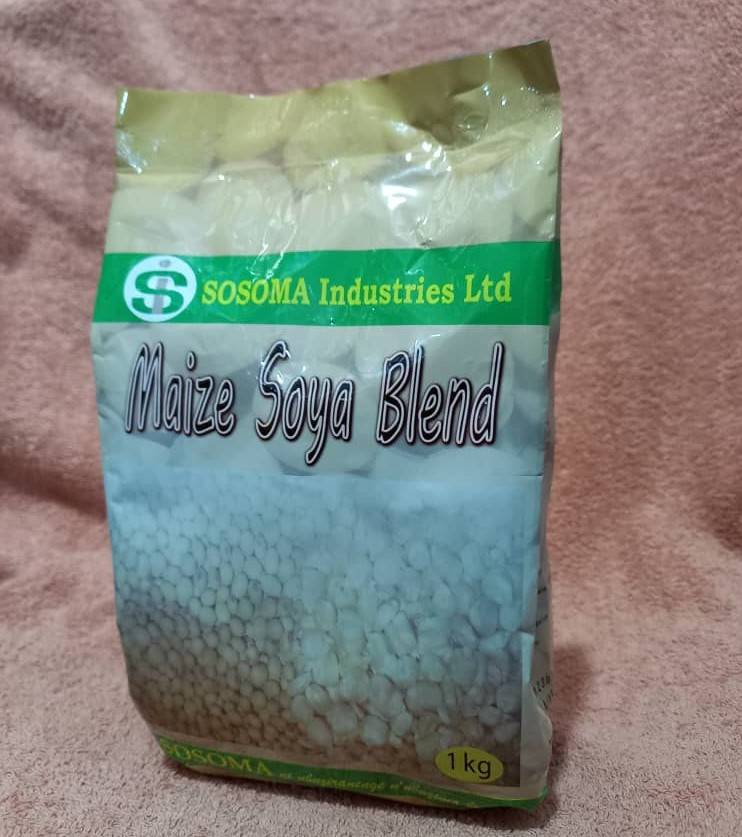 SOSOMA Industries Ltd
Maize Soya Blend
1kg
SOSOMA